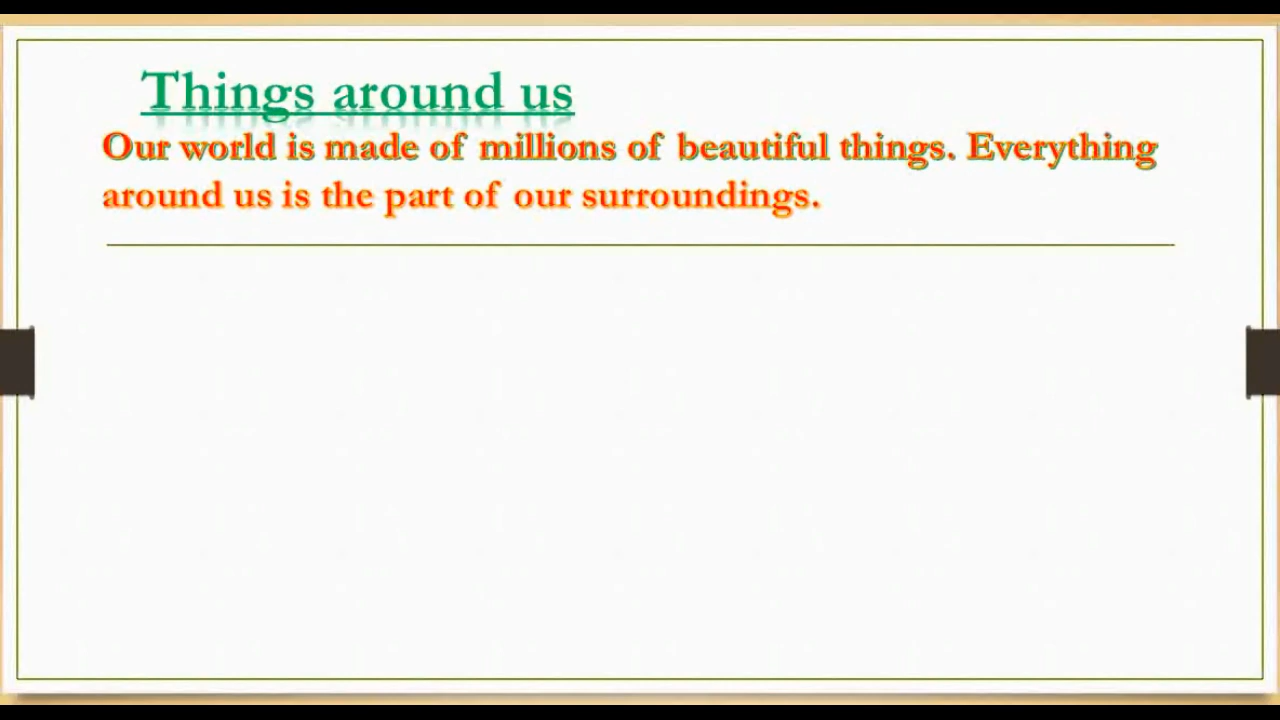 Things around us
Our world is made of millions of beautiful things. Everything
around us is the part of our surroundings.